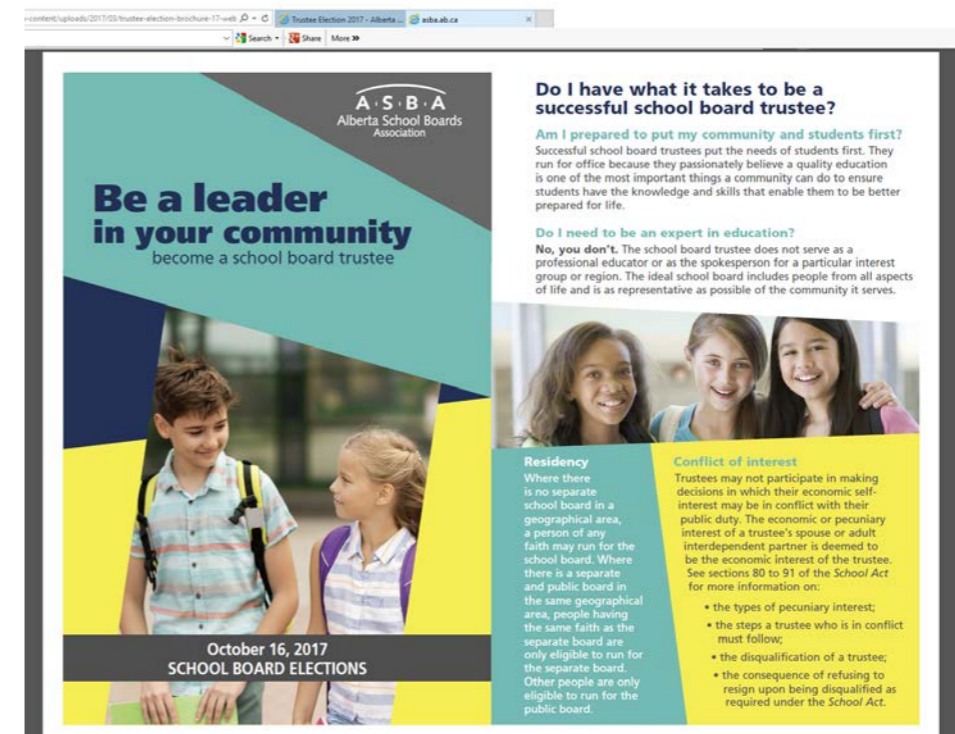 -content/uploads/2017/03/trustee-election-brochure-17-web
Trustee Election 2017 - Alberta ...
asba.ab.ca
Search
Share
More »
A·S·B·A
Alberta School Boards
Association
Be a leader
in your community
become a school board trustee
October 16, 2017
SCHOOL BOARD ELECTIONS
Do I have what it takes to be a
successful school board trustee?
Am I prepared to put my community and students first?
Successful school board trustees put the needs of students first. They
run for office because they passionately believe a quality education
is one of the most important things a community can do to ensure
students have the knowledge and skills that enable them to be better
prepared for life.
Do I need to be an expert in education?
No, you don't. The school board trustee does not serve as a
professional educator or as the spokesperson for a particular interest
group or region. The ideal school board includes people from all aspects
of life and is as representative as possible of the community it serves.
Residency
Where there
is no separate
school board in a
geographical area,
a person of any
faith may run for the
school board. Where
there is a separate
and public board in
the same geographical
area, people having
the same faith as the
separate board are
only eligible to run for
the separate board.
Other people are only
eligible to run for the
public board.
Conflict of interest
Trustees may not participate in making
decisions in which their economic self-
interest may be in conflict with their
public duty. The economic or pecuniary
interest of a trustee's spouse or adult
interdependent partner is deemed to
be the economic interest of the trustee.
See sections 80 to 91 of the School Act
for more information on:
• the types of pecuniary interest;
• the steps a trustee who is in conflict
must follow;
• the disqualification of a trustee;
• the consequence of refusing to
resign upon being disqualified as
required under the School Act.